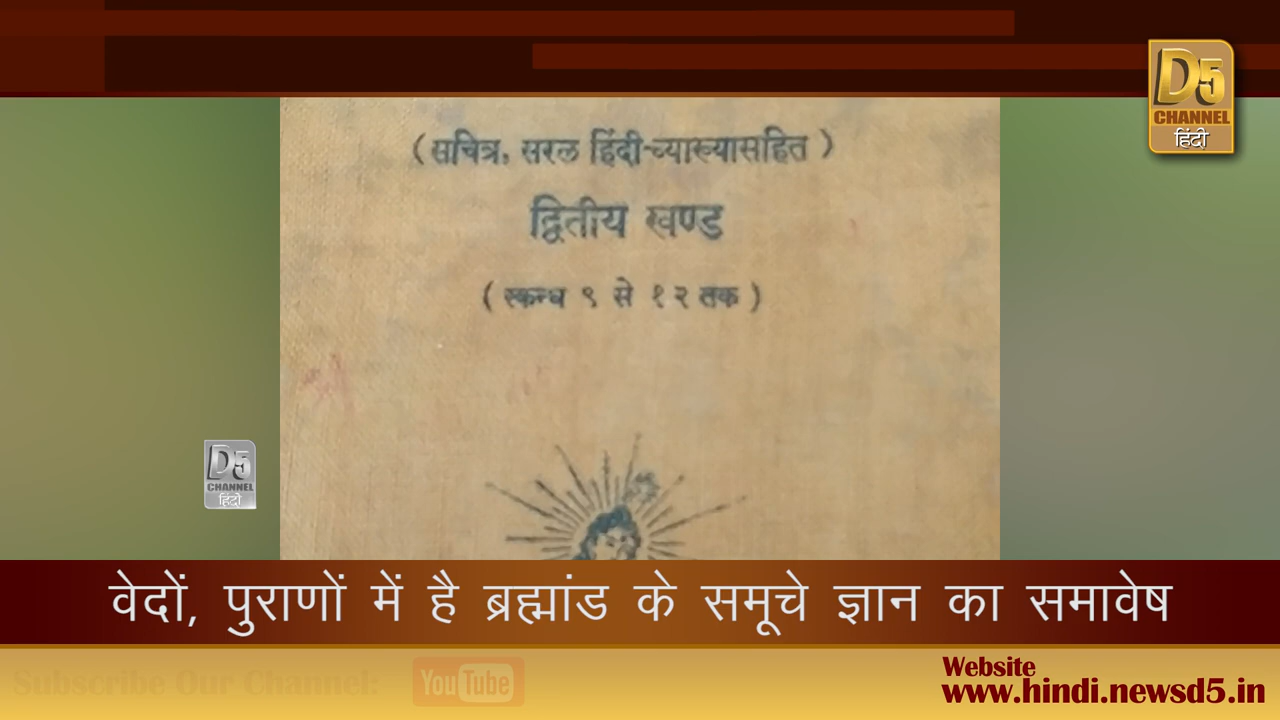 D5
CHANNEL
हिंदी
(सचित्र, सरल हिंदी-व्याख्यासहित)
द्वितीय खण्ड
(स्कन्ध ९ से १२ तक)
D5
CHANNEL
हिंदी
वेदों, पुराणों में है ब्रह्मांड के समूचे ज्ञान का समावेष
Subscribe Our Channel:
YouTube
Website
www.hindi.newsd5.in